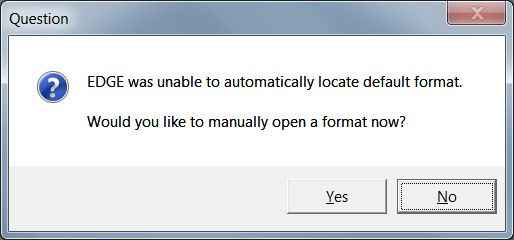 Question
EDGE was unable to automatically locate default format.
Would you like to manually open a format now?
Yes
No